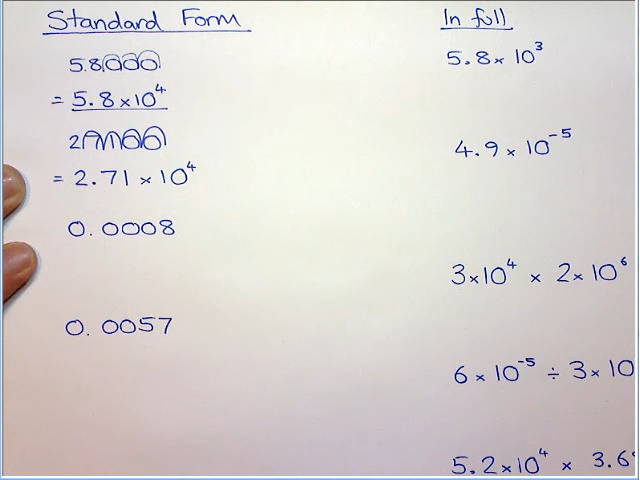 Standard Form
58000
= 5.8 × 10⁴
27100
= 2.71 × 10⁴
0.0008
0.0057
In full
5.8 × 10³
4.9 × 10⁻⁵
3 × 10⁴ × 2 × 10⁶
6 × 10⁻⁵ ÷ 3 × 10
5.2 × 10⁴ × 3.6